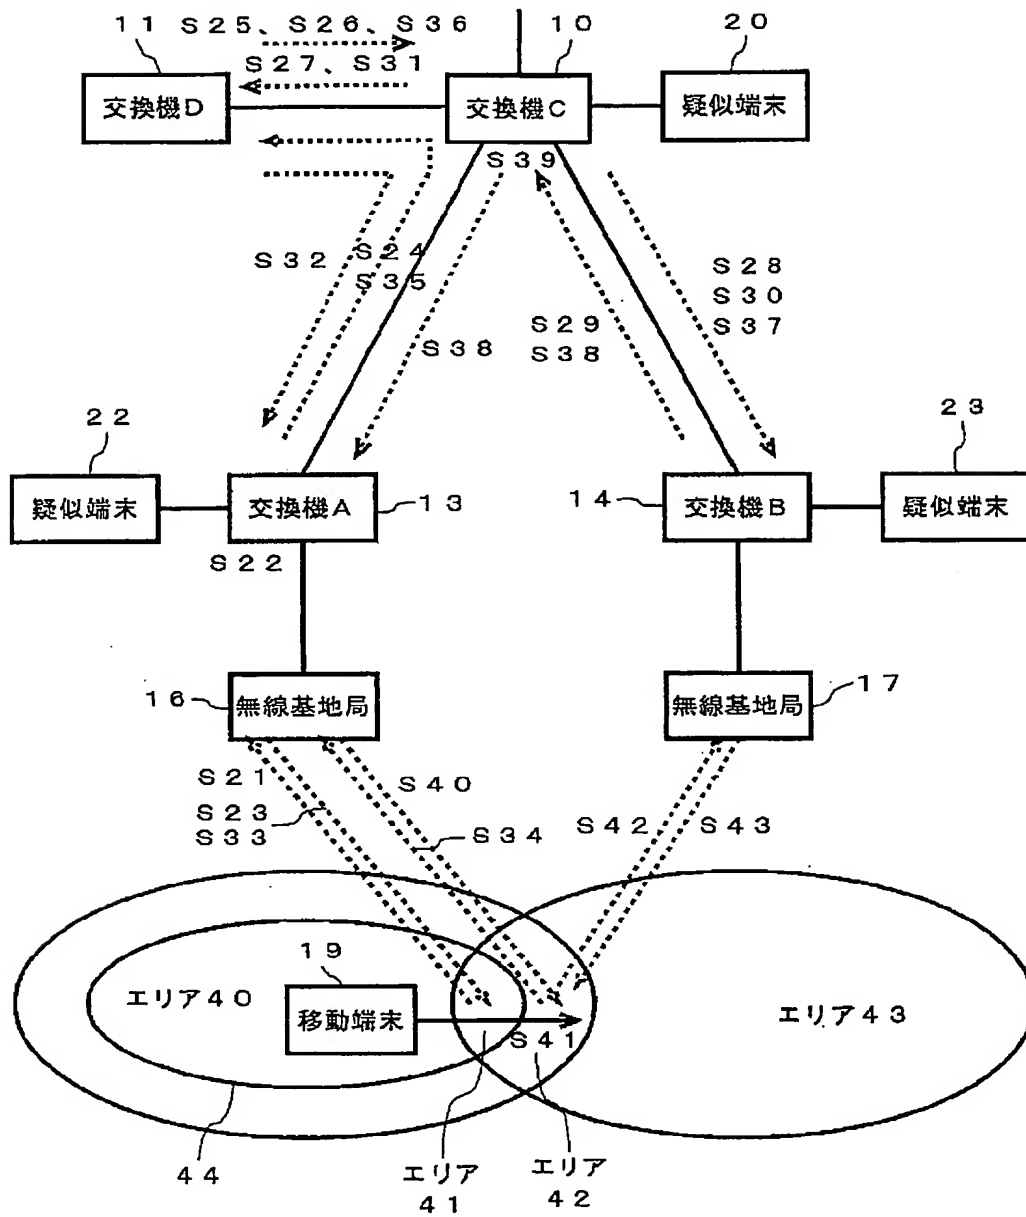 11
S25、S26、S36
10
20
S27、S31
交換機D
交換機C
疑似端末
S39
S32
S24
S35
S28
S30
S37
S29
S38
S38
22
23
疑似端末
交換機A
13
14
交換機B
疑似端末
S22
16
無線基地局
無線基地局
17
S21
S40
S23
S33
S34
S42
S43
19
エリア40
移動端末
エリア43
S41
44
エリア
41
エリア
42